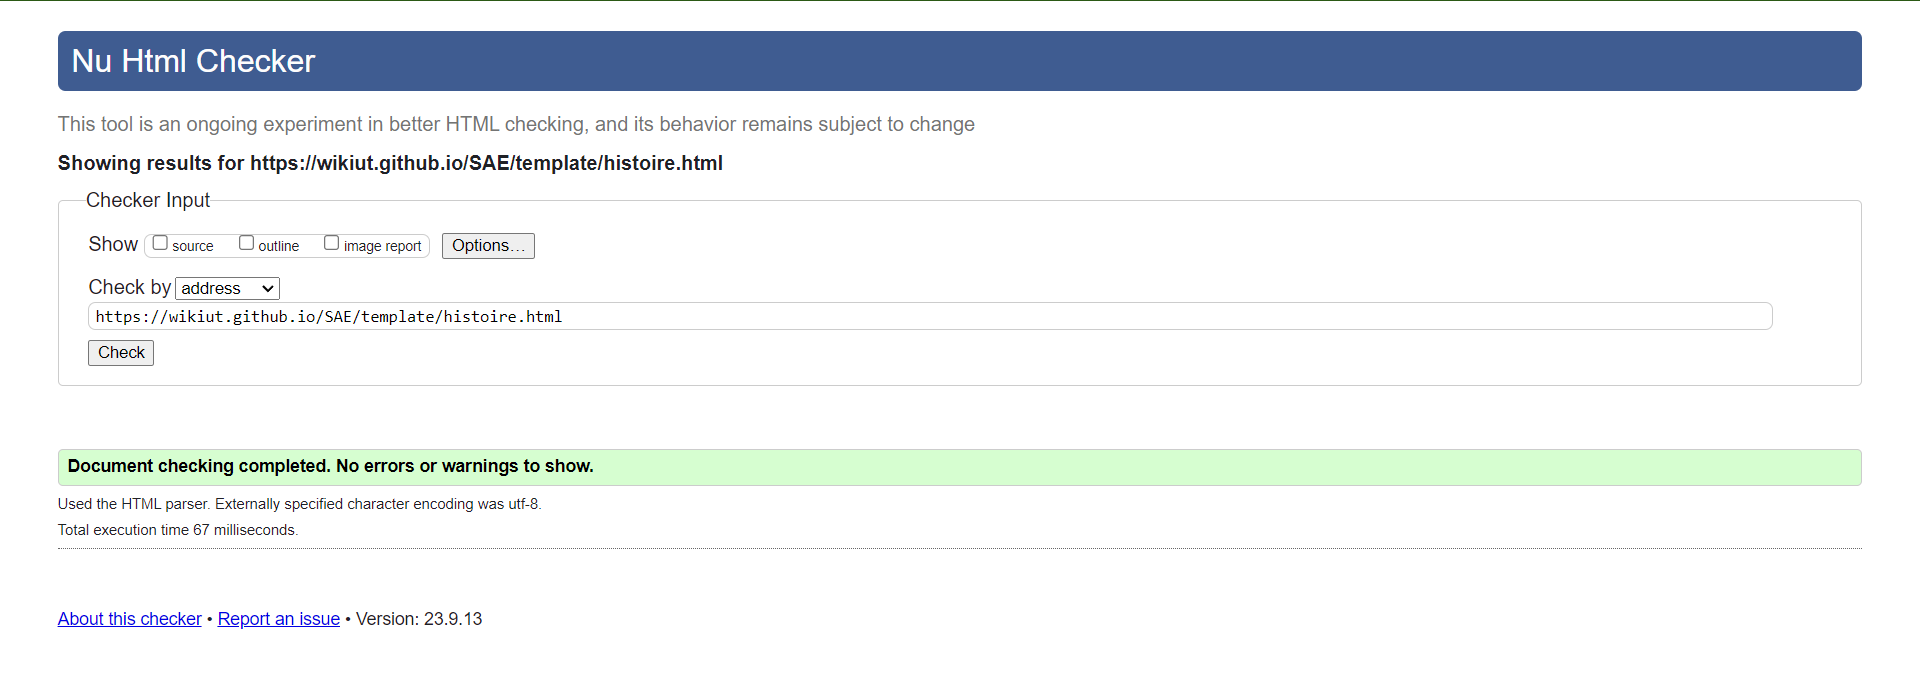 Nu Html Checker
This tool is an ongoing experiment in better HTML checking, and its behavior remains subject to change
Showing results for https://wikiut.github.io/SAE/template/histoire.html
Checker Input
Show source outline image report Options...
Check by address
https://wikiut.github.io/SAE/template/histoire.html
Check
Document checking completed. No errors or warnings to show.
Used the HTML parser. Externally specified character encoding was utf-8.
Total execution time 67 milliseconds.
About this checker • Report an issue • Version: 23.9.13